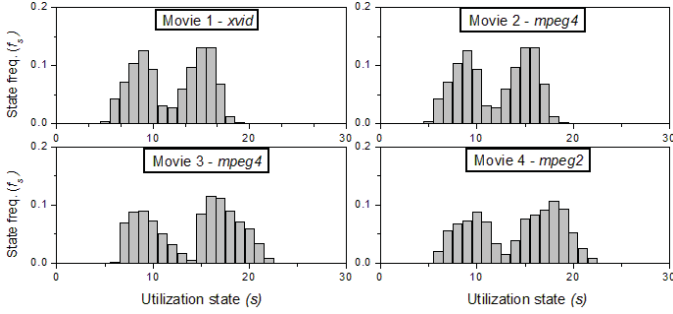 Movie 1 - xvid
Movie 2 - mpeg4
State freq. (fs)
0.2
0.1
0.0
0 10 20 30
0.2
0.1
0.0
0 10 20 30
Movie 3 - mpeg4
Movie 4 - mpeg2
State freq. (fs)
0.2
0.1
0.0
0 10 20 30
0.2
0.1
0.0
0 10 20 30
Utilization state (s)
Utilization state (s)